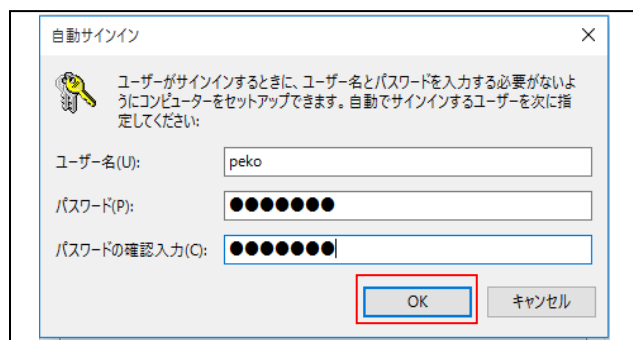 自動サインイン
ユーザーがサインインするときに、ユーザー名とパスワードを入力する必要がないよ
うにコンピューターをセットアップできます。自動でサインインするユーザーを次に指
定してください:
ユーザー名(U): peko
パスワード(P): ●●●●●●●
パスワードの確認入力(C): ●●●●●●●
OK キャンセル